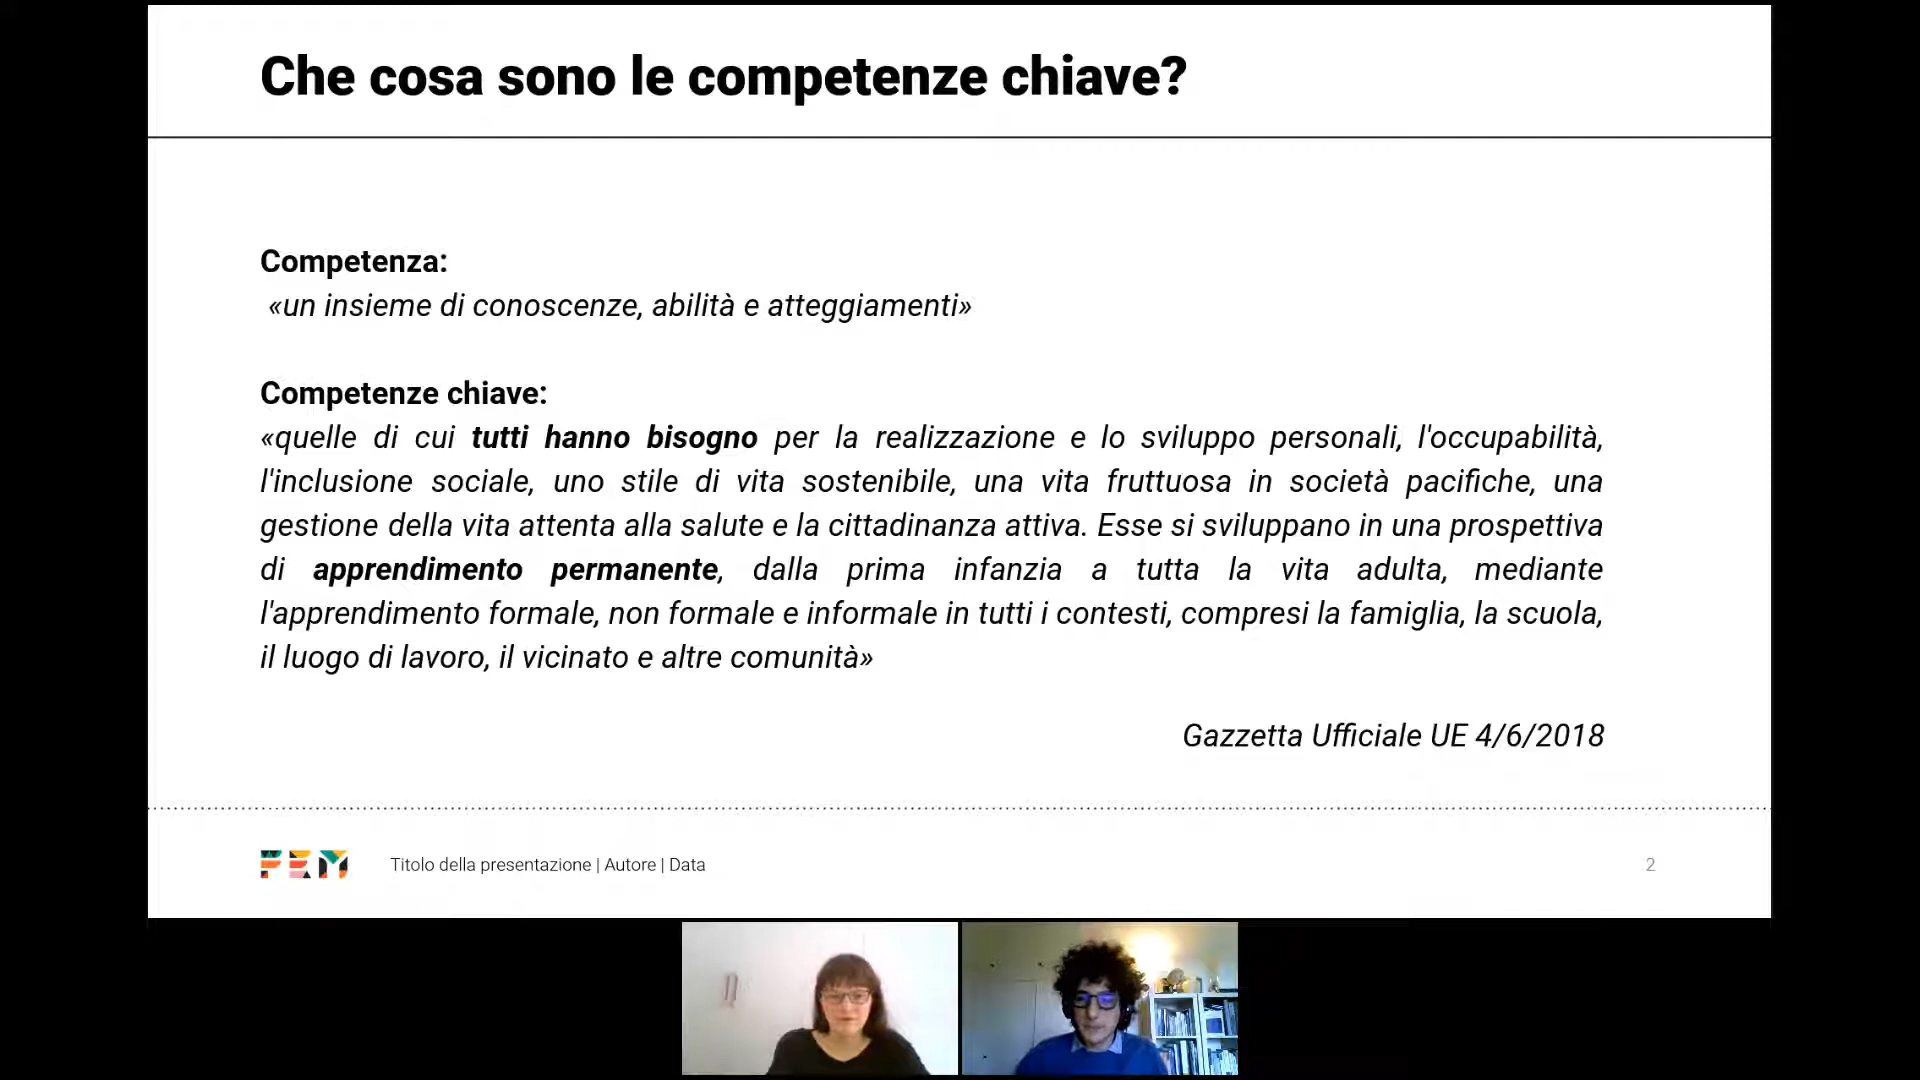 Che cosa sono le competenze chiave?
Competenza:
«un insieme di conoscenze, abilità e atteggiamenti»
Competenze chiave:
«quelle di cui tutti hanno bisogno per la realizzazione e lo sviluppo personali, l'occupabilità,
l'inclusione sociale, uno stile di vita sostenibile, una vita fruttuosa in società pacifiche, una
gestione della vita attenta alla salute e la cittadinanza attiva. Esse si sviluppano in una prospettiva
di apprendimento permanente, dalla prima infanzia a tutta la vita adulta, mediante
l'apprendimento formale, non formale e informale in tutti i contesti, compresi la famiglia, la scuola,
il luogo di lavoro, il vicinato e altre comunità»
Gazzetta Ufficiale UE 4/6/2018
FEM
Titolo della presentazione | Autore | Data
2